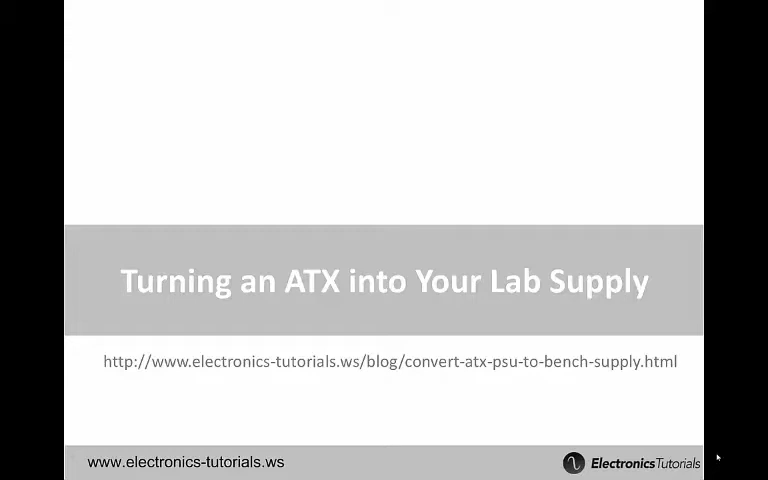 Turning an ATX into Your Lab Supply
http://www.electronics-tutorials.ws/blog/convert-atx-psu-to-bench-supply.html
www.electronics-tutorials.ws
ElectronicsTutorials